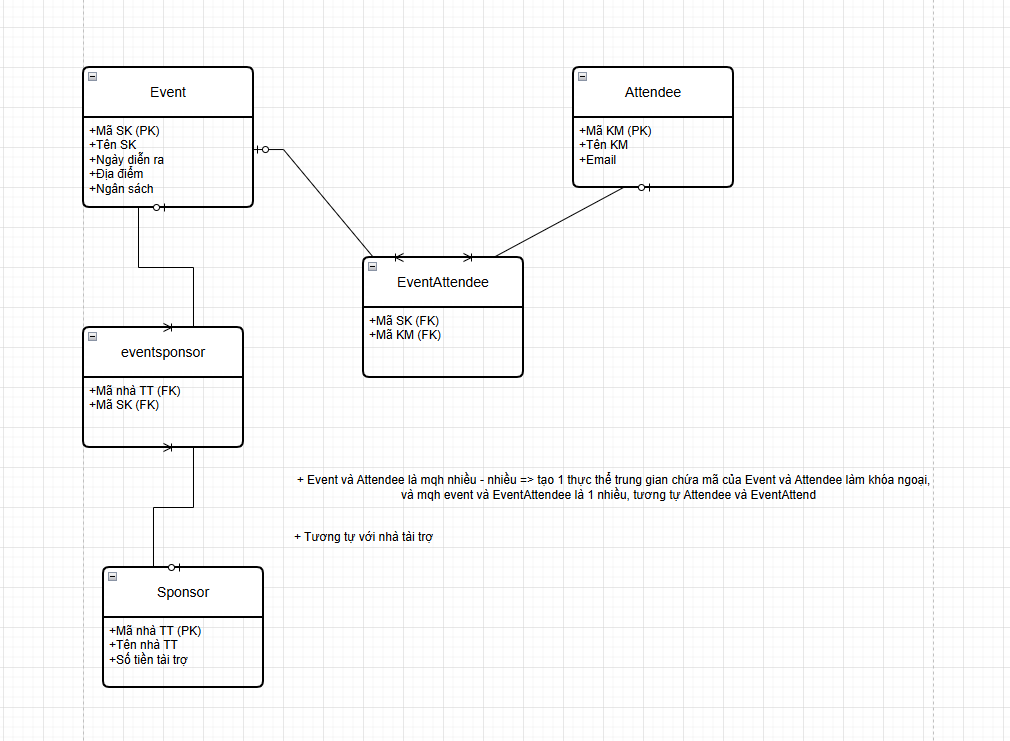 Event
+Mã SK (PK)
+Tên SK
+Ngày diễn ra
+Địa điểm
+Ngân sách
Attendee
+Mã KM (PK)
+Tên KM
+Email
EventAttendee
+Mã SK (FK)
+Mã KM (FK)
eventsponsor
+Mã nhà TT (FK)
+Mã SK (FK)
+ Event và Attendee là mqh nhiều - nhiều => tạo 1 thực thể trung gian chứa mã của Event và Attendee làm khóa ngoại,
và mqh event và EventAttendee là 1 nhiều, tương tự Attendee và EventAttend
+ Tương tự với nhà tài trợ
Sponsor
+Mã nhà TT (PK)
+Tên nhà TT
+Số tiền tài trợ